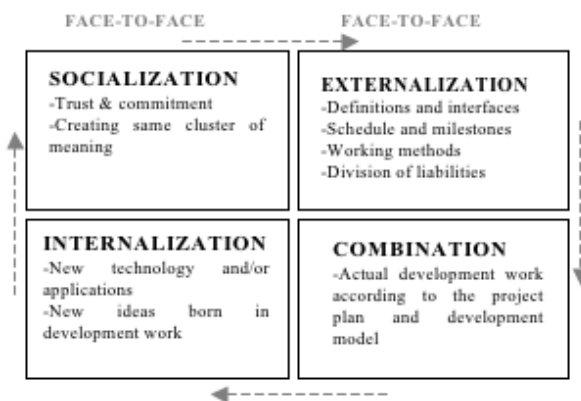 FACE-TO-FACE
FACE-TO-FACE
SOCIALIZATION
-Trust & commitment
-Creating same cluster of
meaning
EXTERNALIZATION
-Definitions and interfaces
-Schedule and milestones
-Working methods
-Division of liabilities
INTERNALIZATION
-New technology and/or
applications
-New ideas born in
development work
COMBINATION
-Actual development work
according to the project
plan and development
model